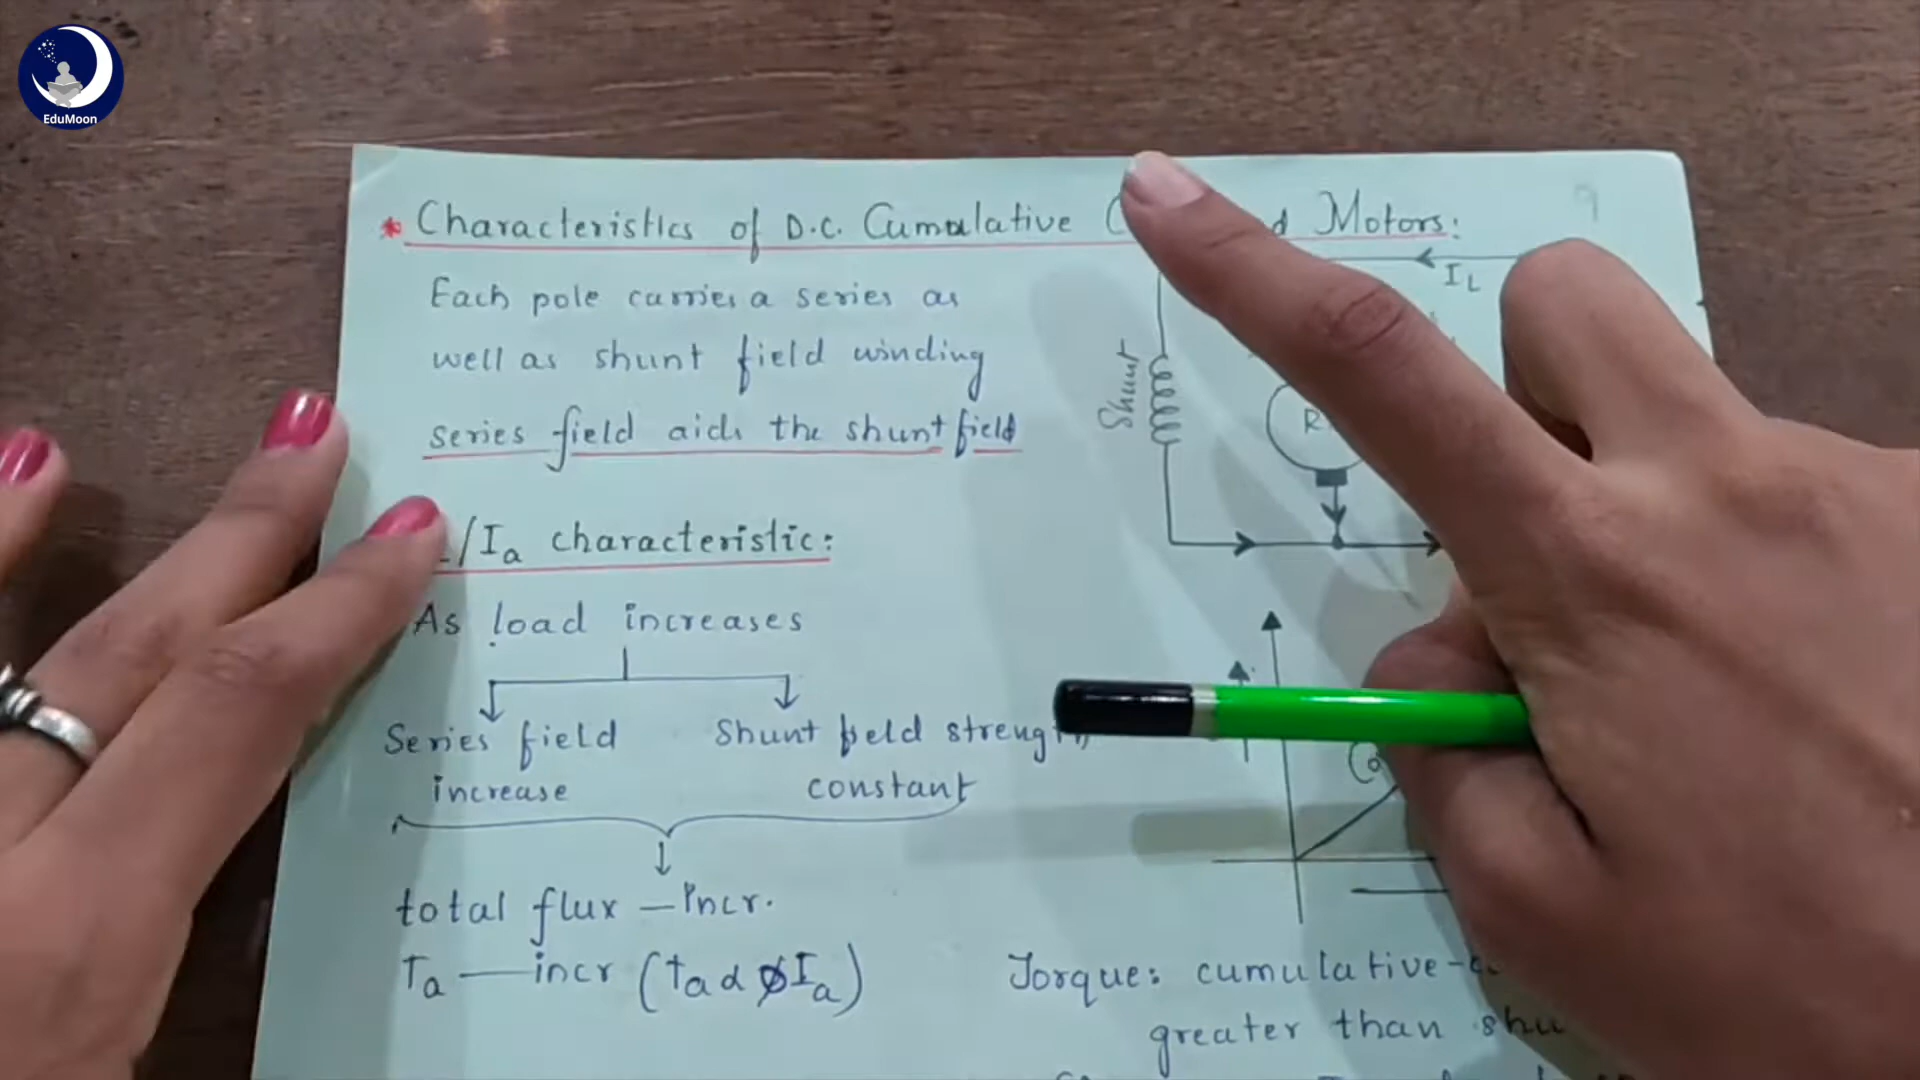 EduMoon
* Characteristics of D.C. Cumulative Motors:
Each pole carries a series as
well as shunt field winding
series field aids the shunt field
IL
Shunt
R
/Ia characteristic:
As load increases
Series field
increase
Shunt field strength
constant
total flux - incr.
Ta - incr (Ta α ϕIa)
Torque: cumulative-
greater than